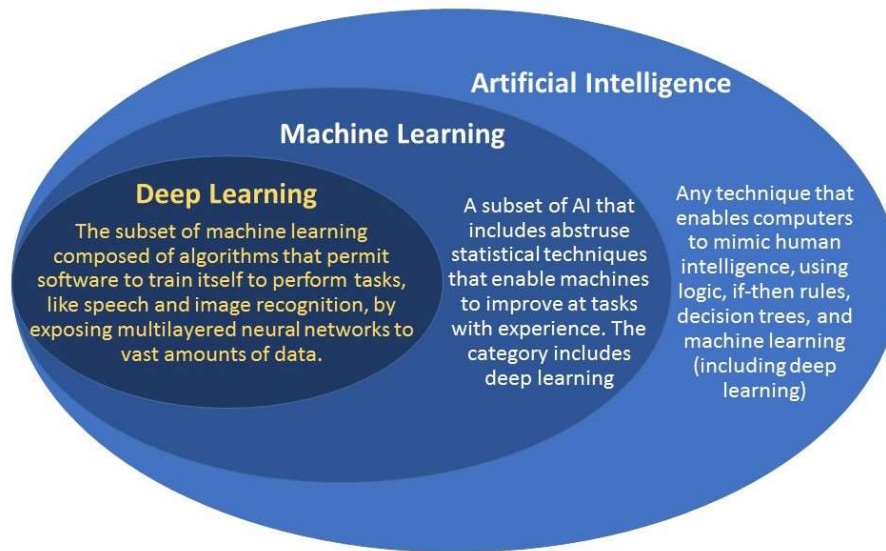 Artificial Intelligence
Machine Learning
Deep Learning
The subset of machine learning
composed of algorithms that permit
software to train itself to perform tasks,
like speech and image recognition, by
exposing multilayered neural networks to
vast amounts of data.
A subset of AI that
includes abstruse
statistical techniques
that enable machines
to improve at tasks
with experience. The
category includes
deep learning
Any technique that
enables computers
to mimic human
intelligence, using
logic, if-then rules,
decision trees, and
machine learning
(including deep
learning)